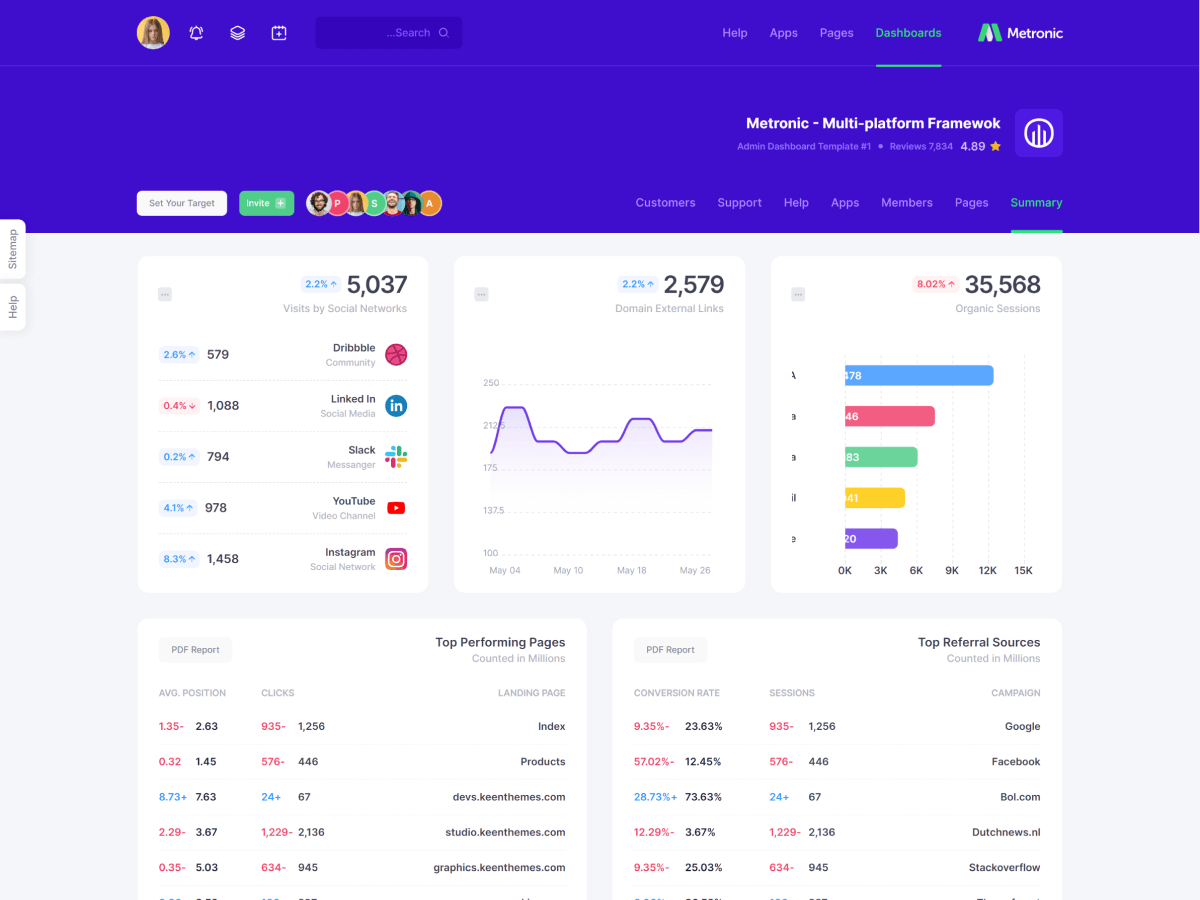 ...Search
Help
Apps
Pages
Dashboards
Metronic
Metronic - Multi-platform Framewok
Admin Dashboard Template #1 • Reviews 7,834 4.89
Set Your Target
Invite
P
S
A
Customers
Support
Help
Apps
Members
Pages
Summary
Sitemap
Help
2.2% 5,037
Visits by Social Networks
2.6% 579
Dribbble
Community
0.4% 1,088
Linked In
Social Media
in
0.2% 794
Slack
Messanger
4.1% 978
YouTube
Video Channel
8.3% 1,458
Instagram
Social Network
2.2% 2,579
Domain External Links
250
212.5
175
137.5
100
May 04 May 10 May 18 May 26
8.02% 35,568
Organic Sessions
A 478
a 46
a 83
il 41
e 20
0K 3K 6K 9K 12K 15K
PDF Report
Top Performing Pages
Counted in Millions
AVG. POSITION CLICKS LANDING PAGE
1.35- 2.63 935- 1,256 Index
0.32 1.45 576- 446 Products
8.73+ 7.63 24+ 67 devs.keenthemes.com
2.29- 3.67 1,229- 2,136 studio.keenthemes.com
0.35- 5.03 634- 945 graphics.keenthemes.com
PDF Report
Top Referral Sources
Counted in Millions
CONVERSION RATE SESSIONS CAMPAIGN
9.35%- 23.63% 935- 1,256 Google
57.02%- 12.45% 576- 446 Facebook
28.73%+ 73.63% 24+ 67 Bol.com
12.29%- 3.67% 1,229- 2,136 Dutchnews.nl
9.35%- 25.03% 634- 945 Stackoverflow